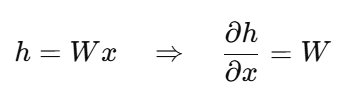 h = Wx ⇒ ∂h/∂x = W